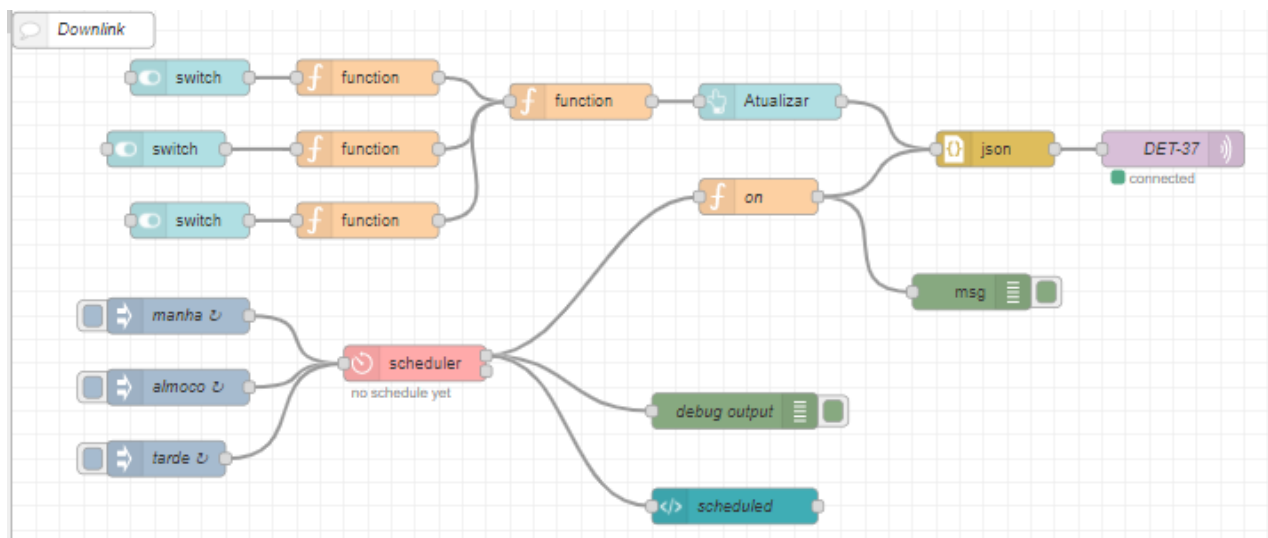 Downlink
switch
function
function
Atualizar
switch
function
json
DET-37
connected
on
switch
function
msg
manha ↻
scheduler
no schedule yet
almoco ↻
debug output
tarde ↻
scheduled